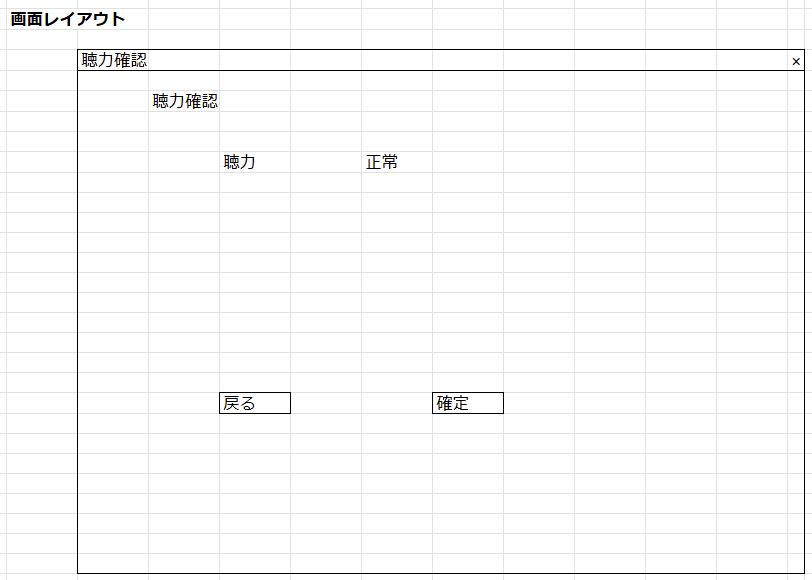 画面レイアウト
聴力確認 ×
聴力確認
聴力 正常
戻る 確定